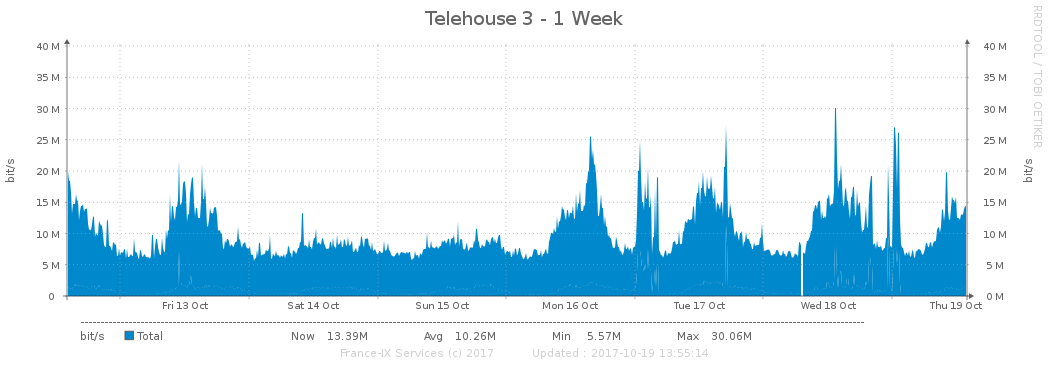 Telehouse 3 - 1 Week
RRDTOOL / TOBI OETIKER
bit/s
bit/s
40 M 40 M
35 M 35 M
30 M 30 M
25 M 25 M
20 M 20 M
15 M 15 M
10 M 10 M
5 M 5 M
0 0 M
Fri 13 Oct Sat 14 Oct Sun 15 Oct Mon 16 Oct Tue 17 Oct Wed 18 Oct Thu 19 Oct
bit/s Total Now 13.39M Avg 10.26M Min 5.57M Max 30.06M
France-IX Services (c) 2017 Updated : 2017-10-19 13:55:14